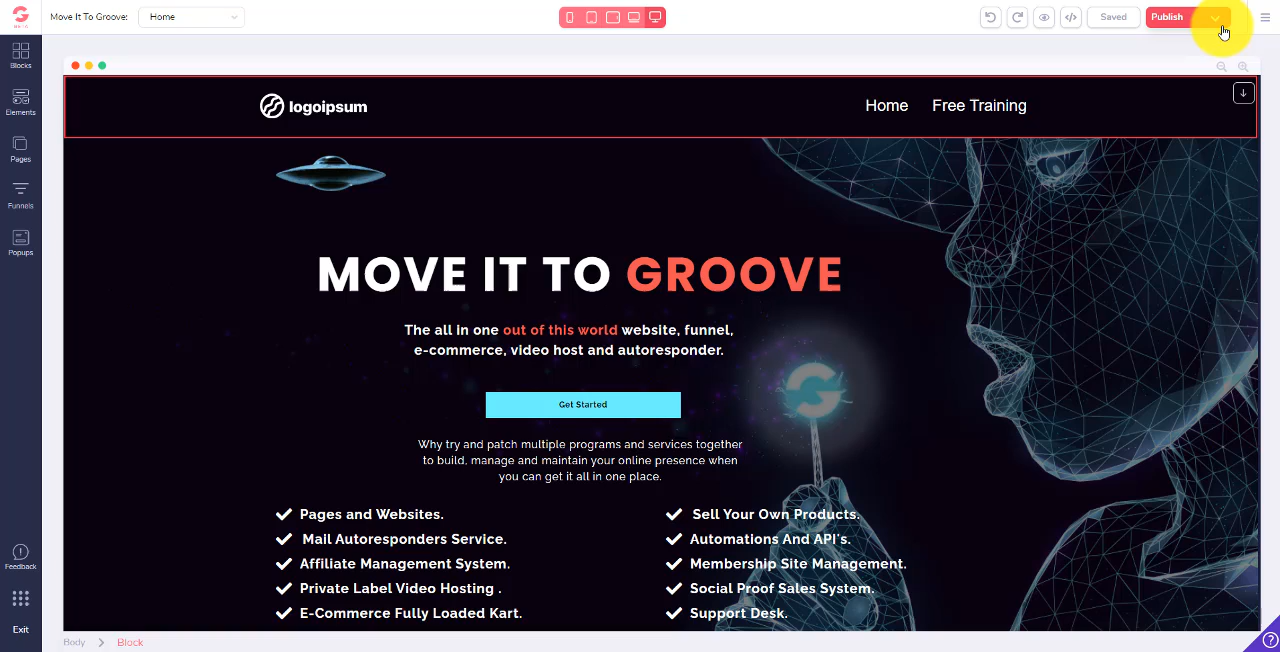 Move It To Groove:
Home
Saved
Publish
Blocks
Elements
Pages
Funnels
Popups
Feedback
Exit
logoipsum
Home
Free Training
MOVE IT TO GROOVE
The all in one out of this world website, funnel,
e-commerce, video host and autoresponder.
Get Started
Why try and patch multiple programs and services together
to build, manage and maintain your online presence when
you can get it all in one place.
Pages and Websites.
Mail Autoresponders Service.
Affiliate Management System.
Private Label Video Hosting .
E-Commerce Fully Loaded Kart.
Sell Your Own Products.
Automations And API's.
Membership Site Management.
Social Proof Sales System.
Support Desk.
Body
Block